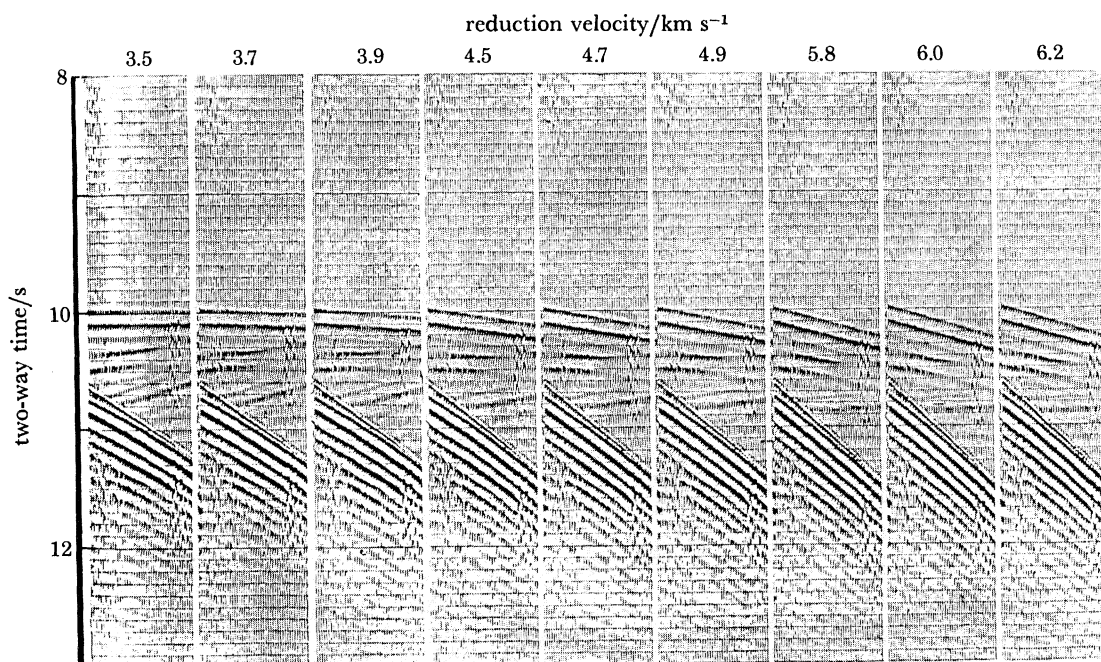 reduction velocity/km s⁻¹
3.5 3.7 3.9 4.5 4.7 4.9 5.8 6.0 6.2
8
10
12
two-way time/s